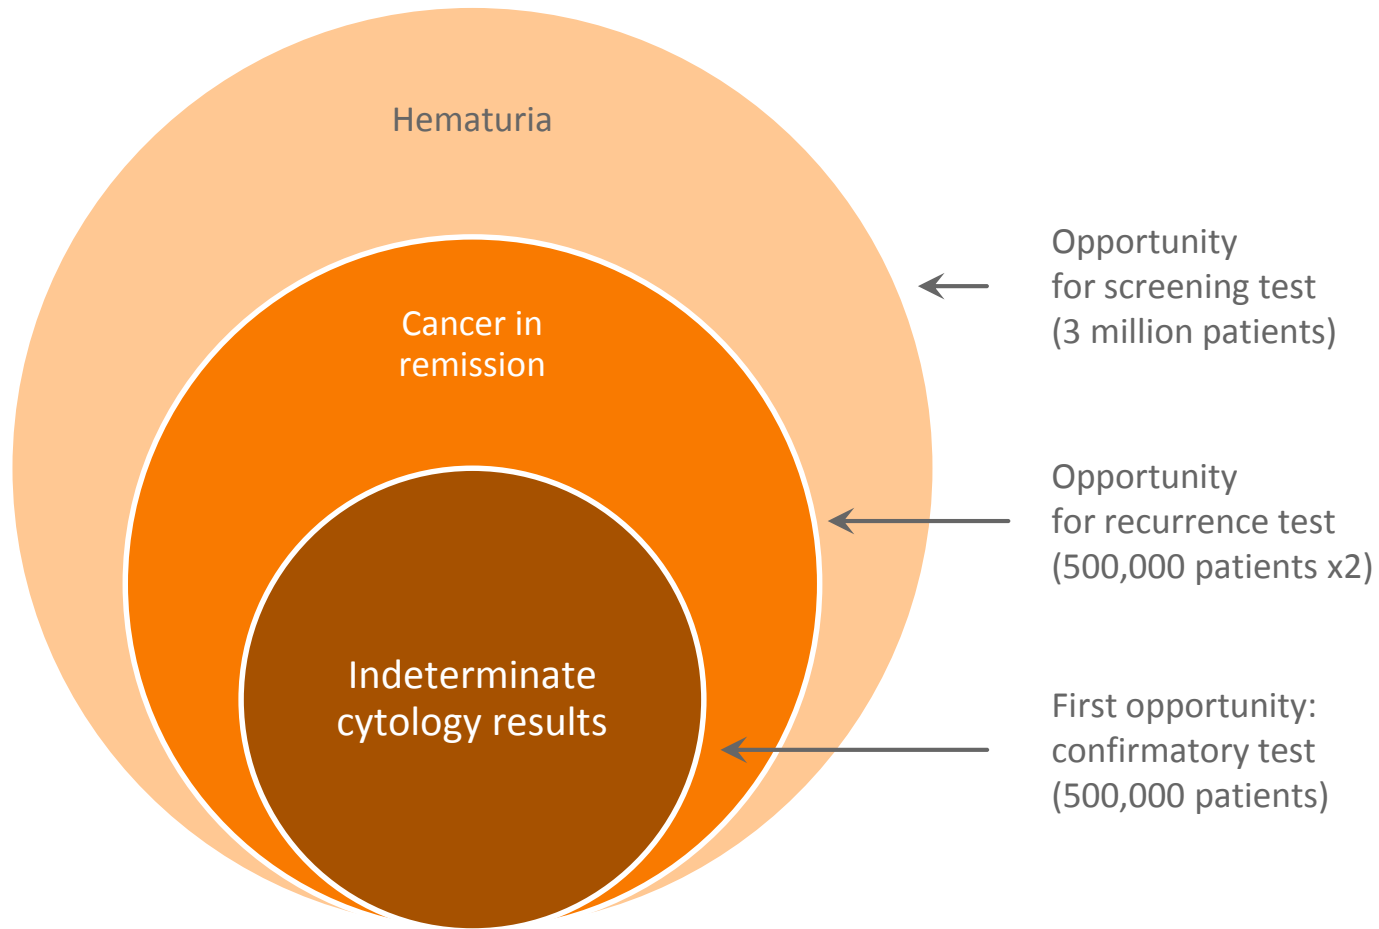 Hematuria
Opportunity
for screening test
(3 million patients)
Cancer in
remission
Opportunity
for recurrence test
(500,000 patients x2)
Indeterminate
cytology results
First opportunity:
confirmatory test
(500,000 patients)